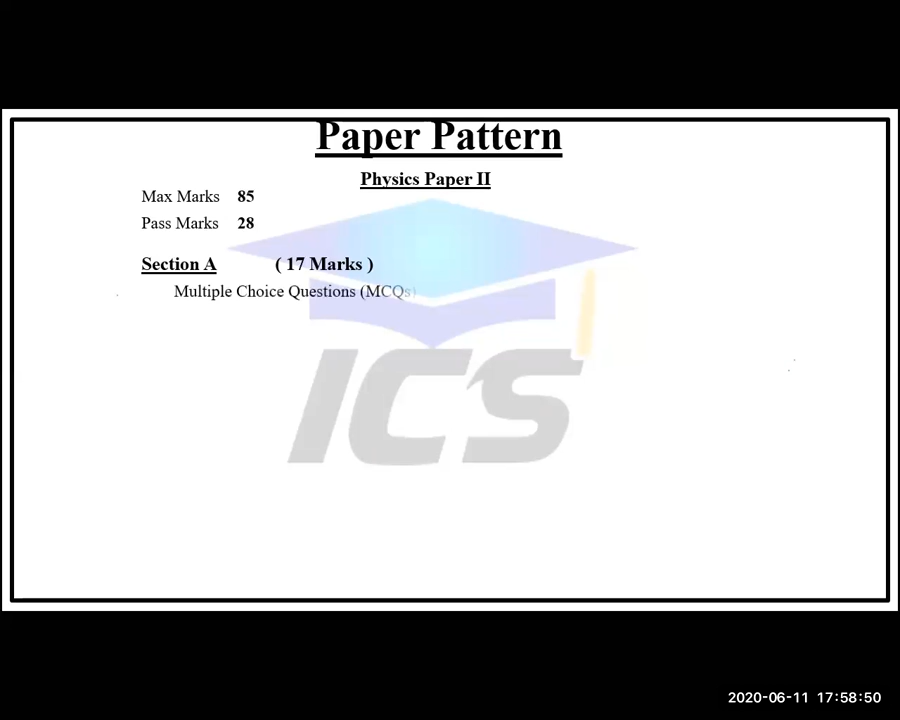 Paper Pattern
Physics Paper II
Max Marks 85
Pass Marks 28
Section A ( 17 Marks )
Multiple Choice Questions (MCQs)
ICS
2020-06-11 17:58:50